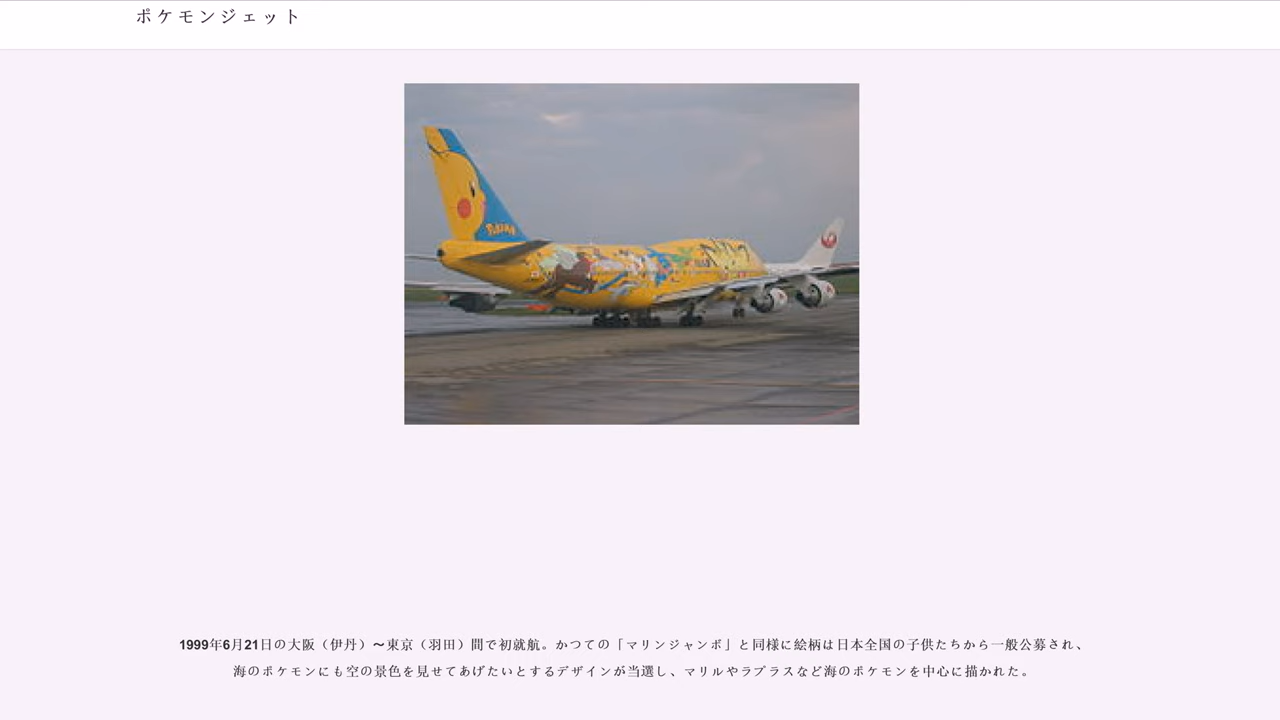 ポケモンジェット
1999年6月21日の大阪（伊丹）〜東京（羽田）間で初就航。かつての「マリンジャンボ」と同様に絵柄は日本全国の子供たちから一般公募され、
海のポケモンにも空の景色を見せてあげたいとするデザインが当選し、マリルやラプラスなど海のポケモンを中心に描かれた。